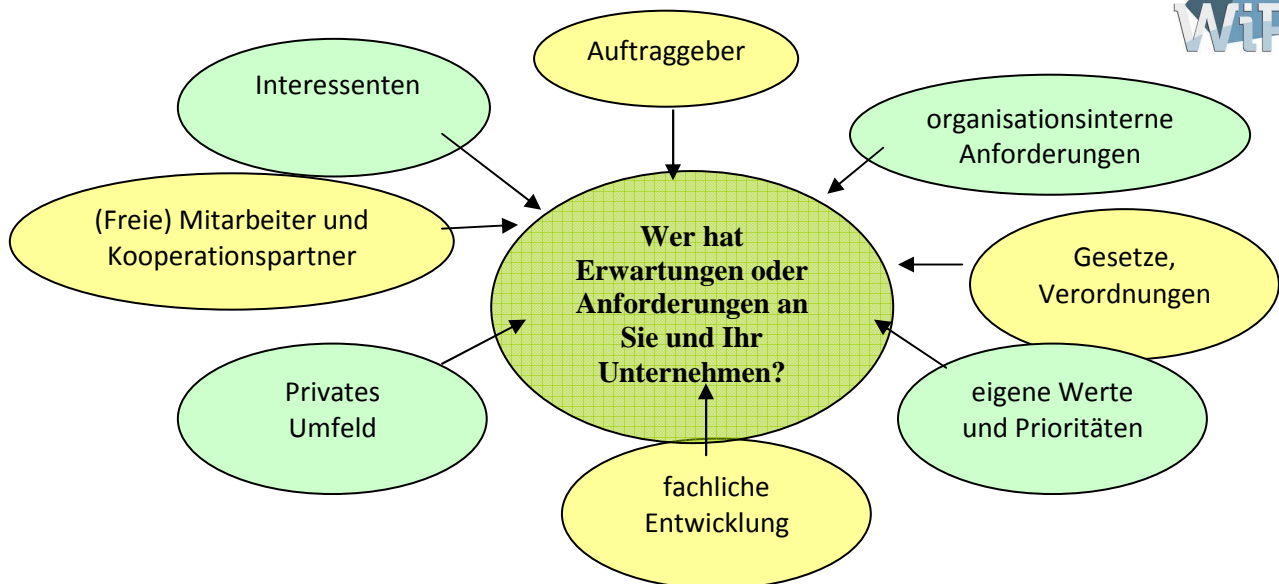 Auftraggeber
Interessenten
organisationsinterne
Anforderungen
(Freie) Mitarbeiter und
Kooperationspartner
Wer hat
Erwartungen oder
Anforderungen an
Sie und Ihr
Unternehmen?
Gesetze,
Verordnungen
Privates
Umfeld
eigene Werte
und Prioritäten
fachliche
Entwicklung